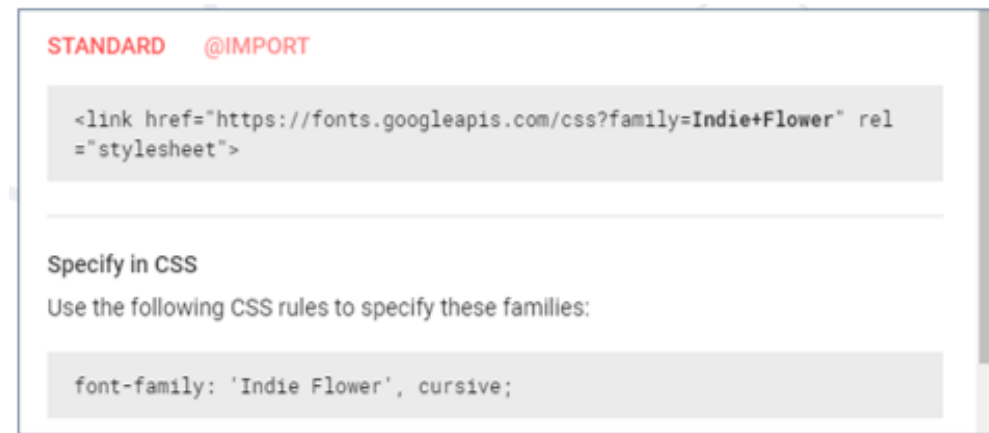 STANDARD @IMPORT
<link href="https://fonts.googleapis.com/css?family=Indie+Flower" rel
="stylesheet">
Specify in CSS
Use the following CSS rules to specify these families:
font-family: 'Indie Flower', cursive;